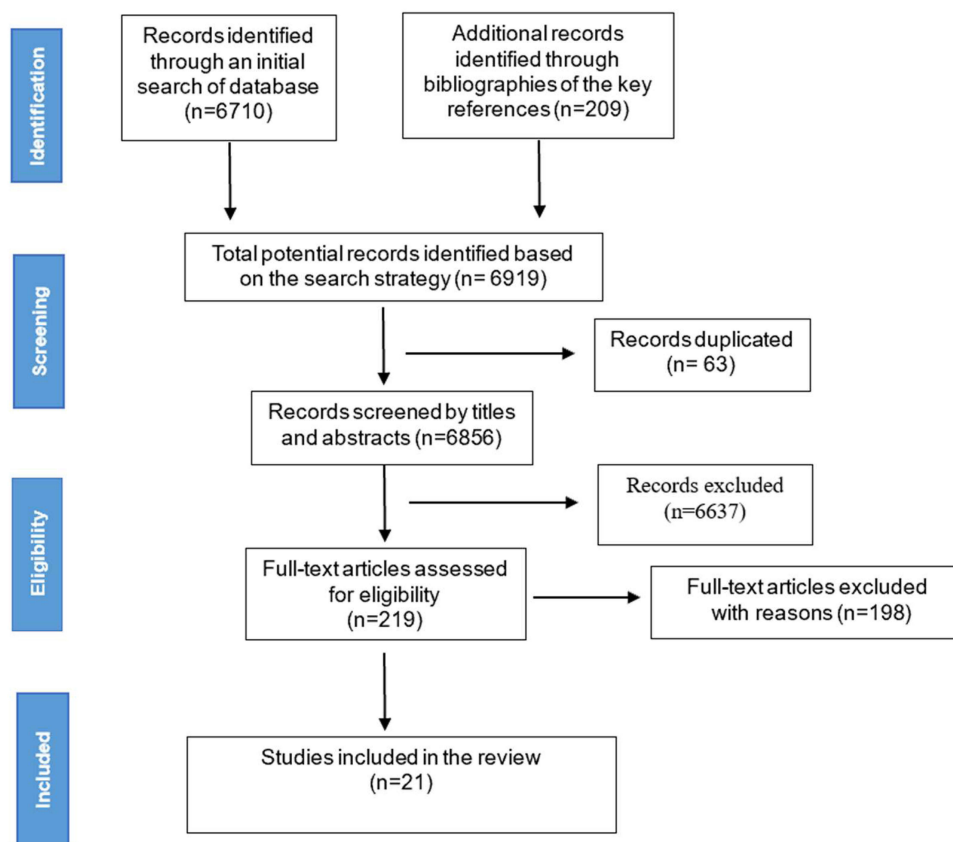 Identification
Records identified
through an initial
search of database
(n=6710)
Additional records
identified through
bibliographies of the key
references (n=209)
Screening
Total potential records identified based
on the search strategy (n= 6919)
Records duplicated
(n= 63)
Records screened by titles
and abstracts (n=6856)
Eligibility
Records excluded
(n=6637)
Full-text articles assessed
for eligibility
(n=219)
Full-text articles excluded
with reasons (n=198)
Included
Studies included in the review
(n=21)